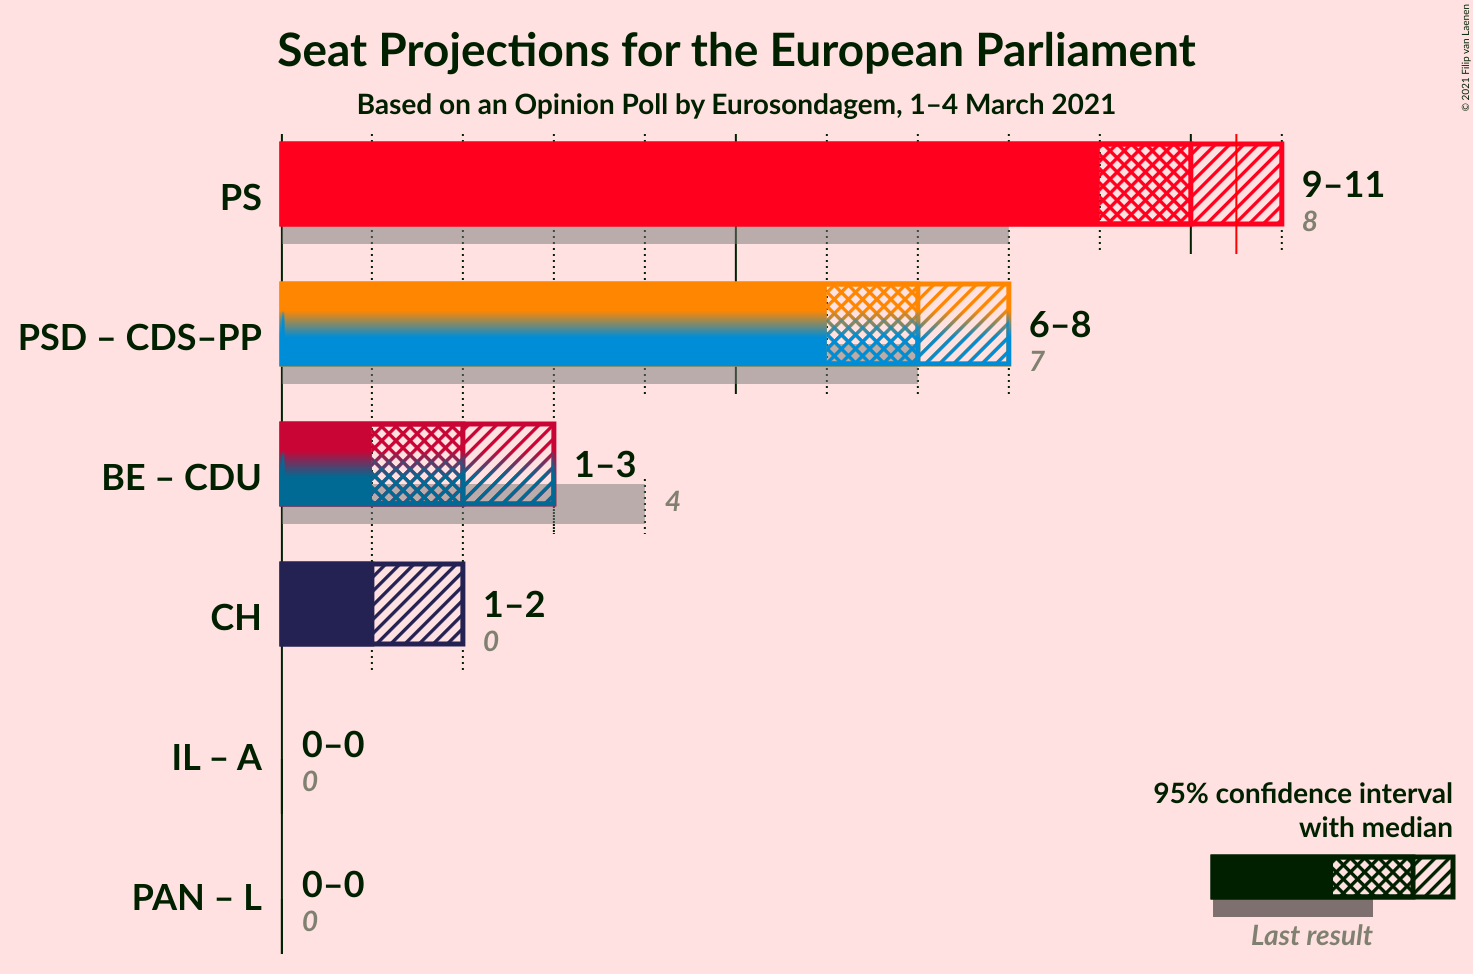 Seat Projections for the European Parliament
Based on an Opinion Poll by Eurosondagem, 1–4 March 2021
© 2021 Filip van Laenen
PS
9–11
8
PSD – CDS–PP
6–8
7
BE – CDU
1–3
4
CH
1–2
0
IL – A
0–0
0
PAN – L
0–0
0
95% confidence interval
with median
Last result